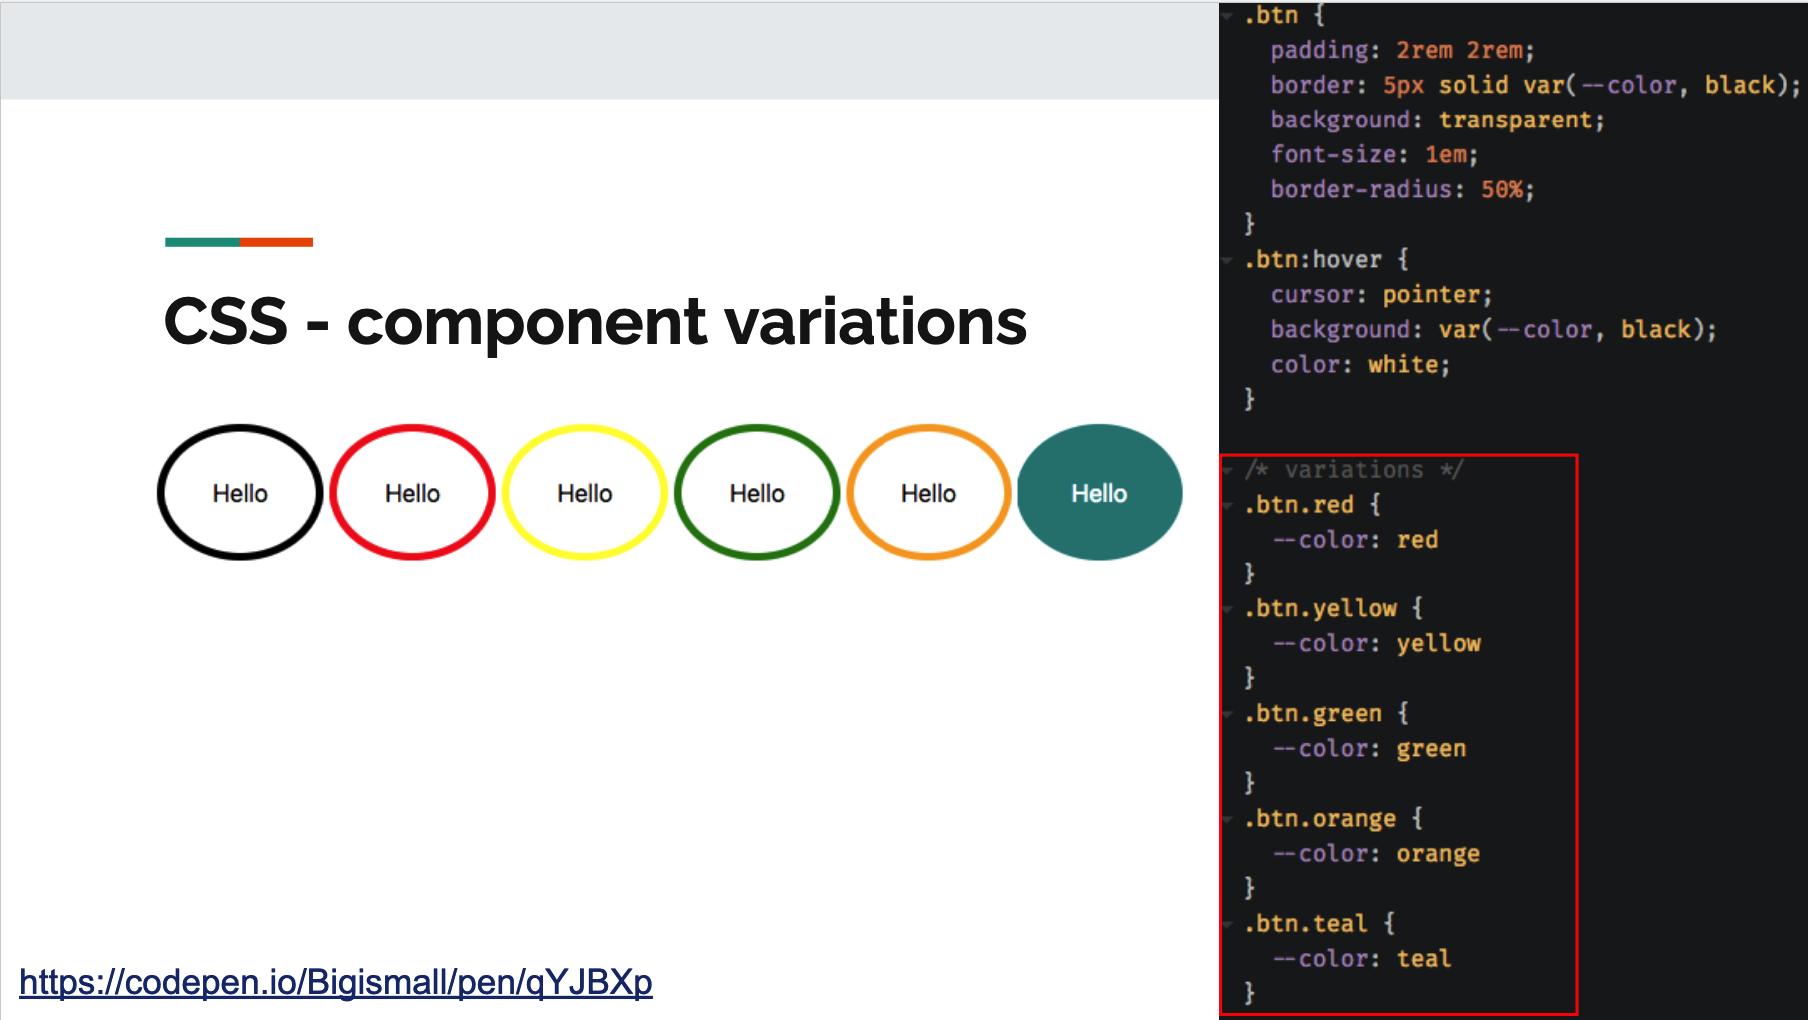 CSS - component variations
Hello Hello Hello Hello Hello Hello
https://codepen.io/Bigismall/pen/qYJBXp
.btn {
padding: 2rem 2rem;
border: 5px solid var(--color, black);
background: transparent;
font-size: 1em;
border-radius: 50%;
}
.btn:hover {
cursor: pointer;
background: var(--color, black);
color: white;
}
/* variations */
.btn.red {
--color: red
}
.btn.yellow {
--color: yellow
}
.btn.green {
--color: green
}
.btn.orange {
--color: orange
}
.btn.teal {
--color: teal
}